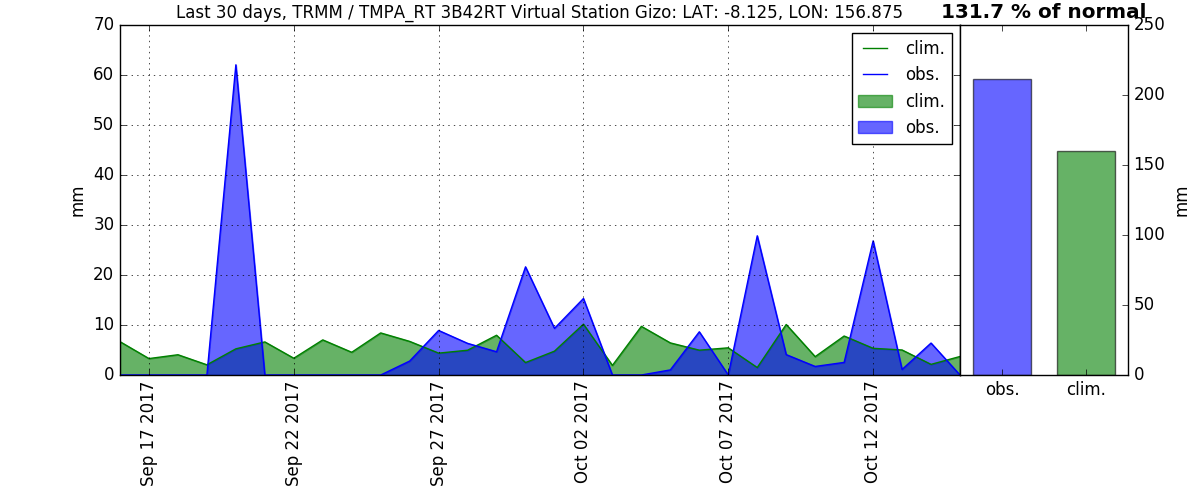 Last 30 days, TRMM / TMPA_RT 3B42RT Virtual Station Gizo: LAT: -8.125, LON: 156.875
131.7 % of normal
70
60
50
40
30
20
10
0
mm
clim.
obs.
clim.
obs.
250
200
150
100
50
0
mm
Sep 17 2017
Sep 22 2017
Sep 27 2017
Oct 02 2017
Oct 07 2017
Oct 12 2017
obs.
clim.